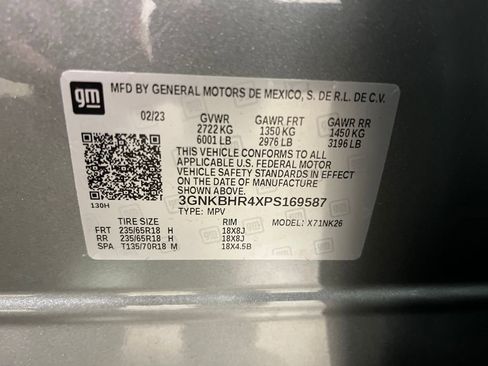 gm
MFD BY GENERAL MOTORS DE MEXICO, S. DE R.L. DE C.V.
02/23 GVWR GAWR FRT GAWR RR
2722 KG 1350 KG 1450 KG
6001 LB 2976 LB 3196 LB
THIS VEHICLE CONFORMS TO ALL
APPLICABLE U.S. FEDERAL MOTOR
VEHICLE SAFETY STANDARDS IN EFFECT
ON THE DATE OF MANUFACTURE SHOWN ABOVE.
3GNKBHR4XPS169587
130H TYPE: MPV MODEL: X71NK26
TIRE SIZE RIM
FRT 235/65R18 H 18X8J
RR 235/65R18 H 18X8J
SPA T135/70R18 M 18X4.5B